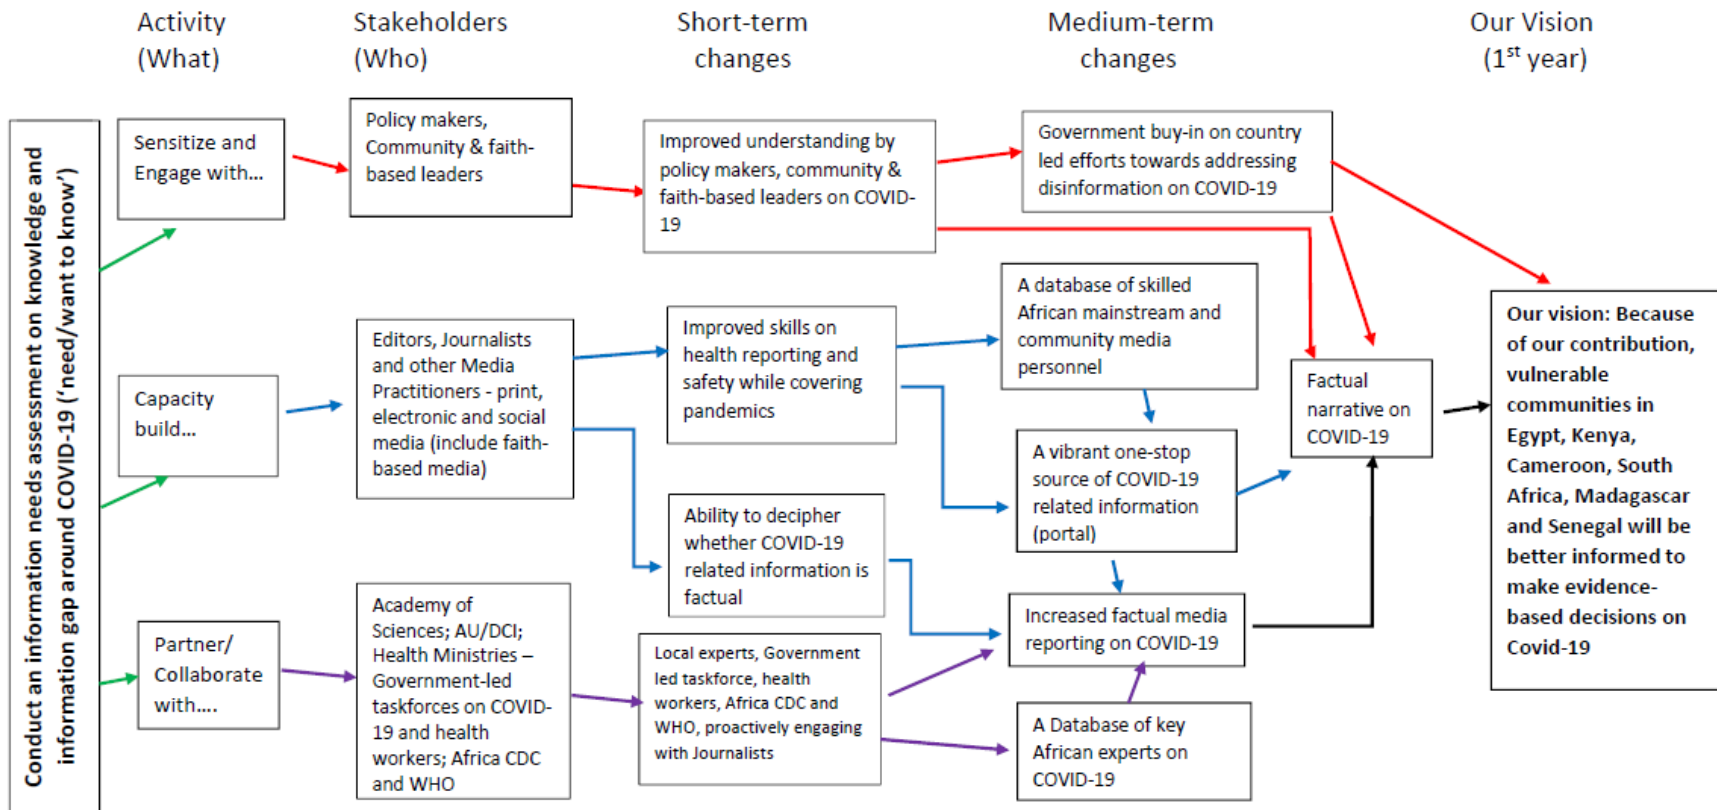 Activity
(What)
Stakeholders
(Who)
Short-term
changes
Medium-term
changes
Our Vision
(1st year)
Conduct an information needs assessment on knowledge and
information gap around COVID-19 (‘need/want to know’)
Sensitize and
Engage with…
Policy makers,
Community & faith-
based leaders
Improved understanding by
policy makers, community &
faith-based leaders on COVID-
19
Government buy-in on country
led efforts towards addressing
disinformation on COVID-19
Capacity
build…
Editors, Journalists
and other Media
Practitioners - print,
electronic and social
media (include faith-
based media)
Improved skills on
health reporting and
safety while covering
pandemics
Ability to decipher
whether COVID-19
related information is
factual
A database of skilled
African mainstream and
community media
personnel
A vibrant one-stop
source of COVID-19
related information
(portal)
Increased factual media
reporting on COVID-19
Partner/
Collaborate
with….
Academy of
Sciences; AU/DCI;
Health Ministries –
Government-led
taskforces on COVID-
19 and health
workers; Africa CDC
and WHO
Local experts, Government
led taskforce, health
workers, Africa CDC and
WHO, proactively engaging
with Journalists
A Database of key
African experts on
COVID-19
Factual
narrative on
COVID-19
Our vision: Because
of our contribution,
vulnerable
communities in
Egypt, Kenya,
Cameroon, South
Africa, Madagascar
and Senegal will be
better informed to
make evidence-
based decisions on
Covid-19